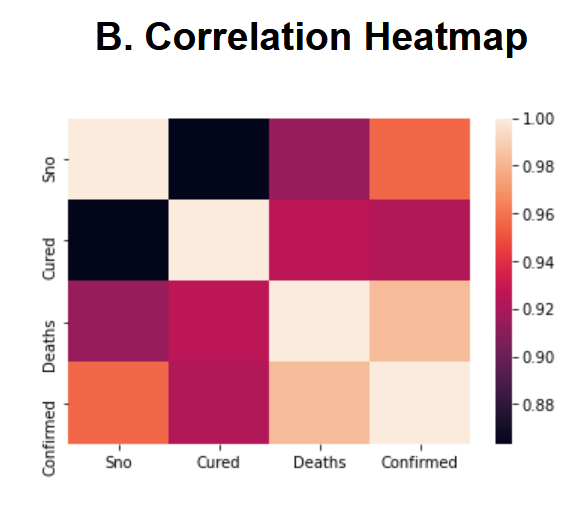 B. Correlation Heatmap
Sno
Cured
Deaths
Confirmed
Sno Cured Deaths Confirmed
1.00
0.98
0.96
0.94
0.92
0.90
0.88